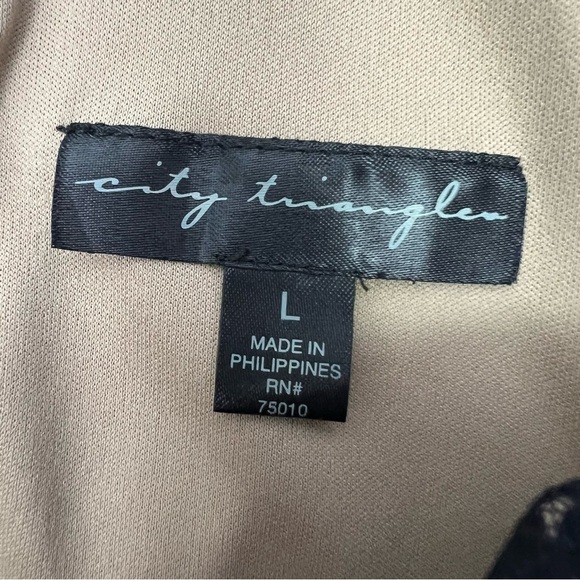 city triangles
L
MADE IN
PHILIPPINES
RN#
75010